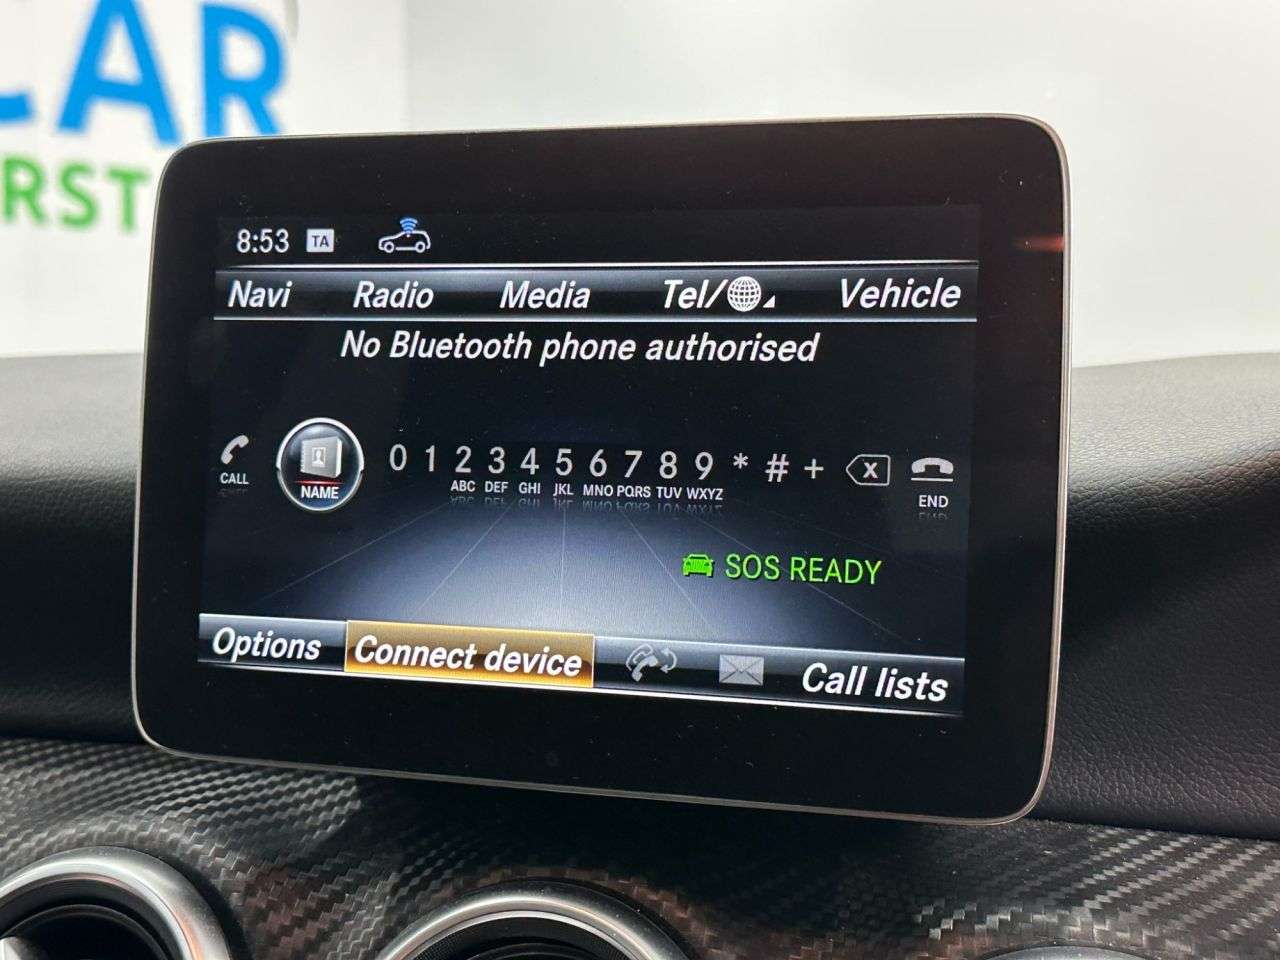 CAR
RST
8:53 TA
Navi Radio Media Tel/ Vehicle
No Bluetooth phone authorised
0 1 2 3 4 5 6 7 8 9 * # + X
CALL NAME ABC DEF GHI JKL MNO PQRS TUV WXYZ END
SOS READY
Options Connect device Call lists